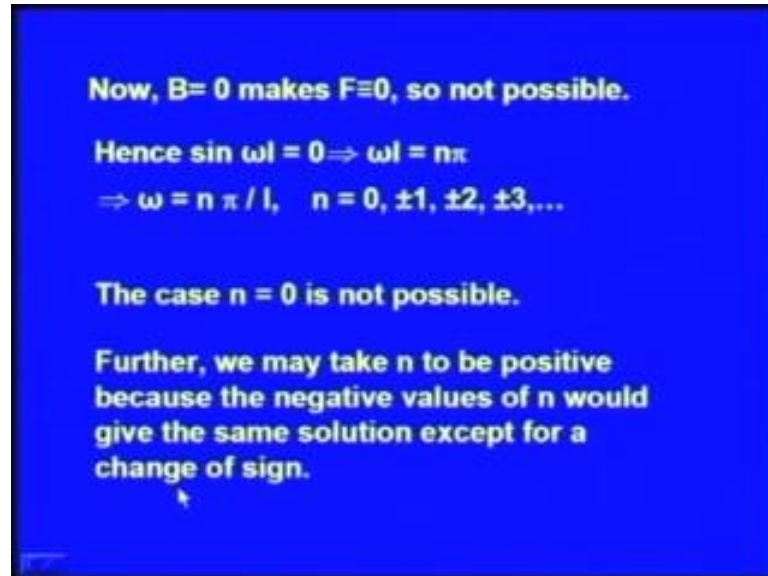 Now, B= 0 makes F≡0, so not possible.
Hence sin ωl = 0⇒ ωl = nπ
⇒ ω = n π / l, n = 0, ±1, ±2, ±3,...
The case n = 0 is not possible.
Further, we may take n to be positive
because the negative values of n would
give the same solution except for a
change of sign.